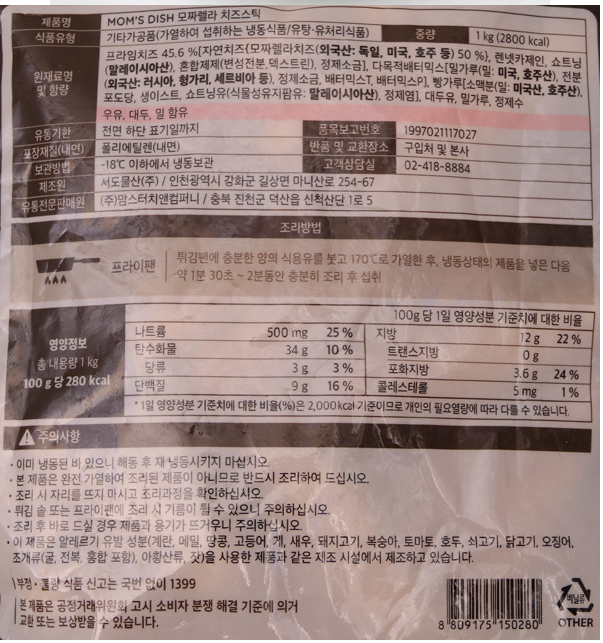 제품명 MOM'S DISH 모짜렐라 치즈스틱
식품유형 기타가공품(가열하여 섭취하는 냉동식품/유탕·유처리식품) 중량 1 kg (2800 kcal)
원재료명 및 함량
프라임치즈 45.6 %[자연치즈{모짜렐라치즈(외국산: 독일, 미국, 호주 등) 50 %}, 렌넷카제인, 쇼트닝
(말레이시아산), 혼합제제(변성전분, 덱스트린), 정제소금], 다목적배터믹스[밀가루(밀: 미국, 호주산), 전분
(외국산: 러시아, 헝가리, 세르비아 등), 정제소금, 배터믹스T, 배터믹스P], 빵가루[소맥분(밀: 미국산, 호주산),
포도당, 생이스트, 쇼트닝유(식물성유지팜유: 말레이시아산), 정제염], 대두유, 밀가루, 정제수
우유, 대두, 밀 함유
유통기한 전면 하단 표기일까지 품목보고번호 1997021117027
포장재질(내면) 폴리에틸렌(내면) 반품 및 교환장소 구입처 및 본사
보관방법 -18℃ 이하에서 냉동보관 고객상담실 02-418-8884
제조원 서도물산(주) / 인천광역시 강화군 길상면 마니산로 254-67
유통전문판매원 (주)맘스터치앤컴퍼니 / 충북 진천군 덕산읍 신척산단 1로 5
조리방법
프라이팬 튀김팬에 충분한 양의 식용유를 붓고 170℃로 가열한 후, 냉동상태의 제품을 넣은 다음
약 1분 30초 ~ 2분동안 충분히 조리 후 섭취
영양정보
총 내용량 1 kg
100 g 당 280 kcal
100g 당 1일 영양성분 기준치에 대한 비율
나트륨 500 mg 25 % 지방 12 g 22 %
탄수화물 34 g 10 % 트랜스지방 0 g
당류 3 g 3 % 포화지방 3.6 g 24 %
단백질 9 g 16 % 콜레스테롤 5 mg 1 %
* 1일 영양성분 기준치에 대한 비율(%)은 2,000 kcal 기준이므로 개인의 필요열량에 따라 다를 수 있습니다.
주의사항
· 이미 냉동된 바 있으니 해동 후 재 냉동시키지 마십시오.
· 본 제품은 완전 가열하여 조리된 제품이 아니므로 반드시 조리하여 드십시오.
· 조리 시 자리를 뜨지 마시고 조리과정을 확인하십시오.
· 튀김 솥 또는 프라이팬에 조리 시 기름이 튈 수 있으니 주의하십시오.
· 조리 후 바로 드실 경우 제품과 용기가 뜨거우니 주의하십시오.
· 이 제품은 알레르기 유발 성분(계란, 메밀, 땅콩, 고등어, 게, 새우, 돼지고기, 복숭아, 토마토, 호두, 쇠고기, 닭고기, 오징어,
조개류(굴, 전복, 홍합 포함), 아황산류, 잣)을 사용한 제품과 같은 제조 시설에서 제조하고 있습니다.
부정·불량 식품 신고는 국번 없이 1399
본 제품은 공정거래위원회 고시 소비자 분쟁 해결 기준에 의거
교환 또는 보상받을 수 있습니다.
8 809175 150280
비닐류
OTHER